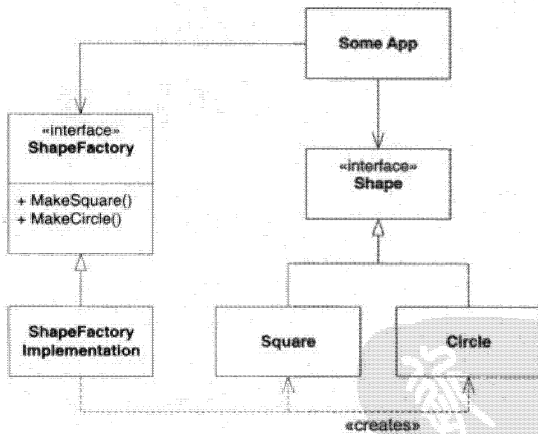 Some App
«interface»
ShapeFactory
+ MakeSquare()
+ MakeCircle()
«interface»
Shape
ShapeFactory
Implementation
Square
Circle
«creates»